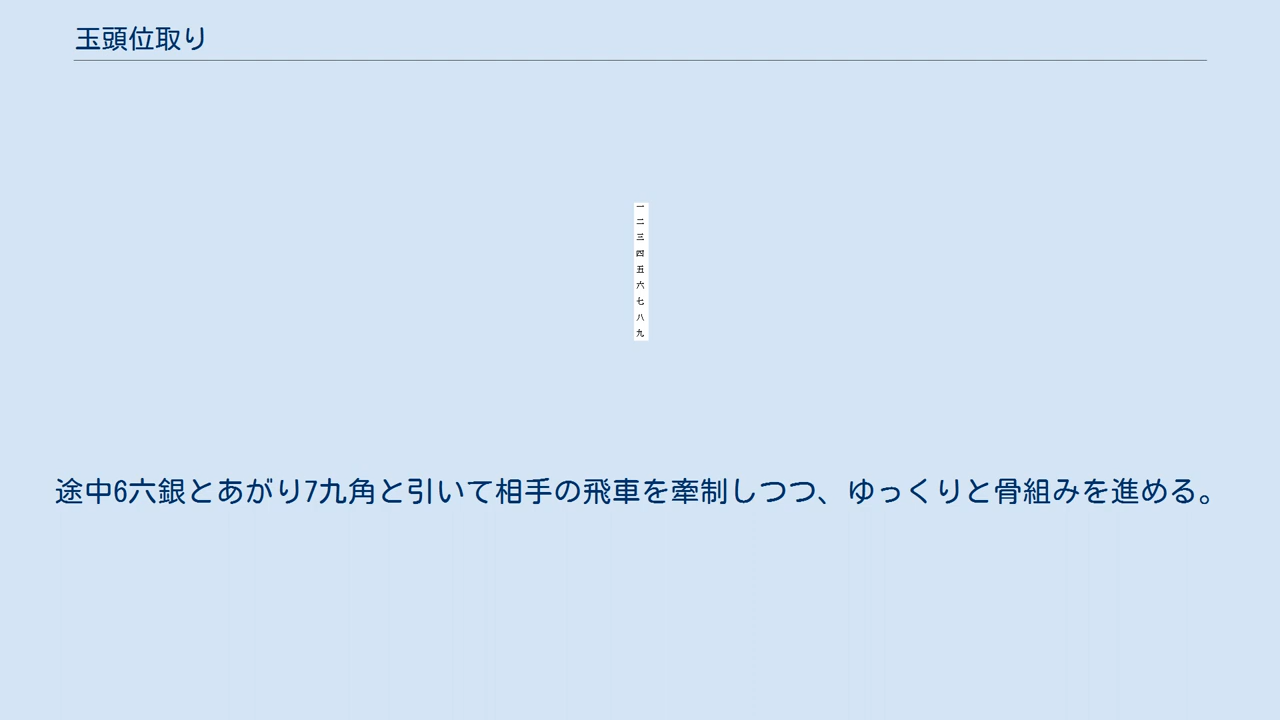 玉頭位取り
一
二
三
四
五
六
七
八
九
途中6六銀とあがり7九角と引いて相手の飛車を牽制しつつ、ゆっくりと骨組みを進める。